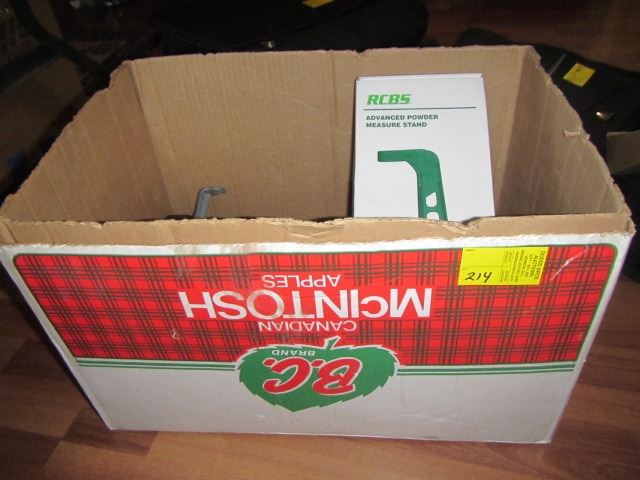 RCBS
ADVANCED POWDER
MEASURE STAND
214
APPLES
McINTOSH
CANADIAN
BRAND
B.C.